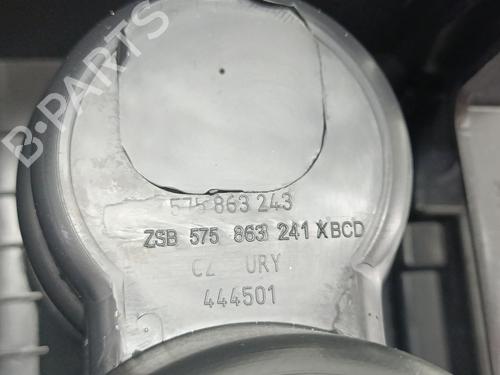 B-PARTS
575 863 243
ZSB 575 863 241 XBCD
CZ URY
444501